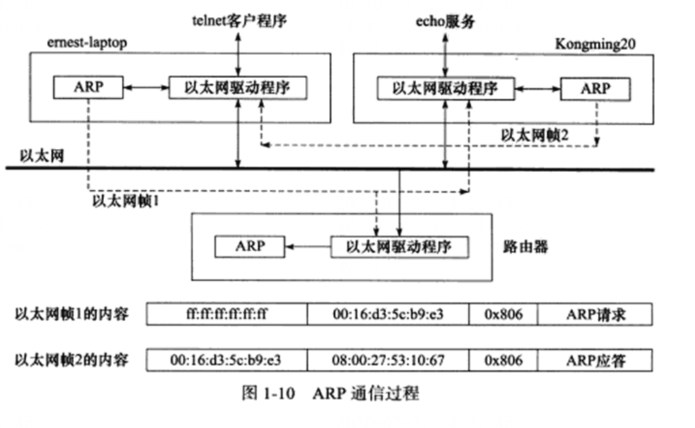 telnet客户程序 echo服务
ernest-laptop Kongming20
ARP 以太网驱动程序 以太网驱动程序 ARP
以太网帧2
以太网
以太网帧1
ARP 以太网驱动程序 路由器
以太网帧1的内容 ff:ff:ff:ff:ff:ff 00:16:d3:5c:b9:e3 0x806 ARP请求
以太网帧2的内容 00:16:d3:5c:b9:e3 08:00:27:53:10:67 0x806 ARP应答
图 1-10 ARP 通信过程